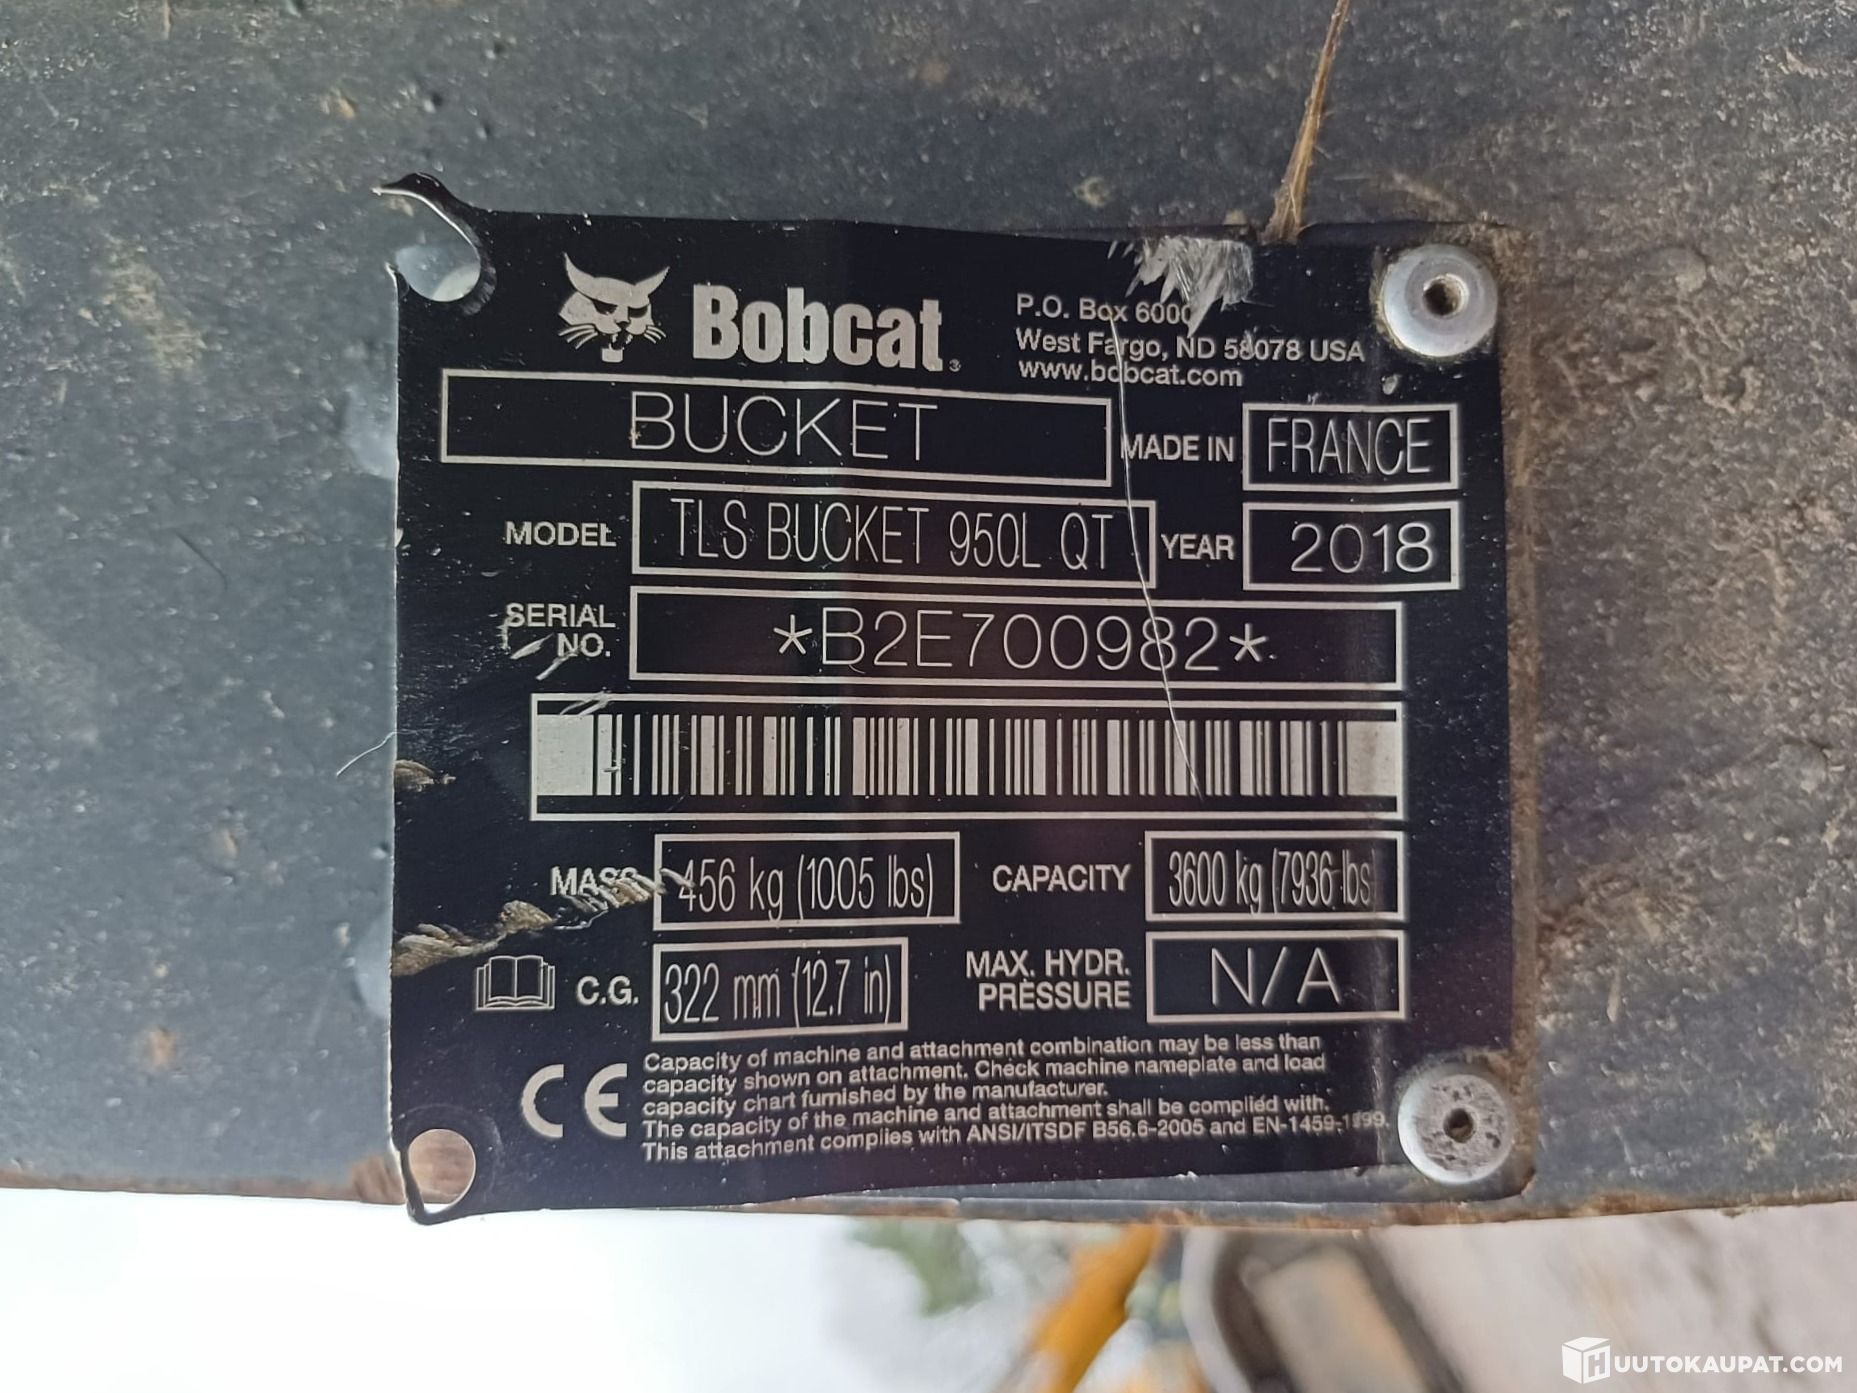 Bobcat®
P.O. Box 6000
West Fargo, ND 58078 USA
www.bobcat.com
BUCKET
MADE IN FRANCE
MODEL TLS BUCKET 950L QT YEAR 2018
SERIAL NO. *B2E700982*
MASS 456 kg (1005 lbs) CAPACITY 3600 kg (7936 lbs)
C.G. 322 mm (12.7 in) MAX. HYDR. PRESSURE N/A
CE
Capacity of machine and attachment combination may be less than
capacity shown on attachment. Check machine nameplate and load
capacity chart furnished by the manufacturer.
The capacity of the machine and attachment shall be complied with.
This attachment complies with ANSI/ITSDF B56.6-2005 and EN-1459-1999.
HUUTOKAUPAT.COM